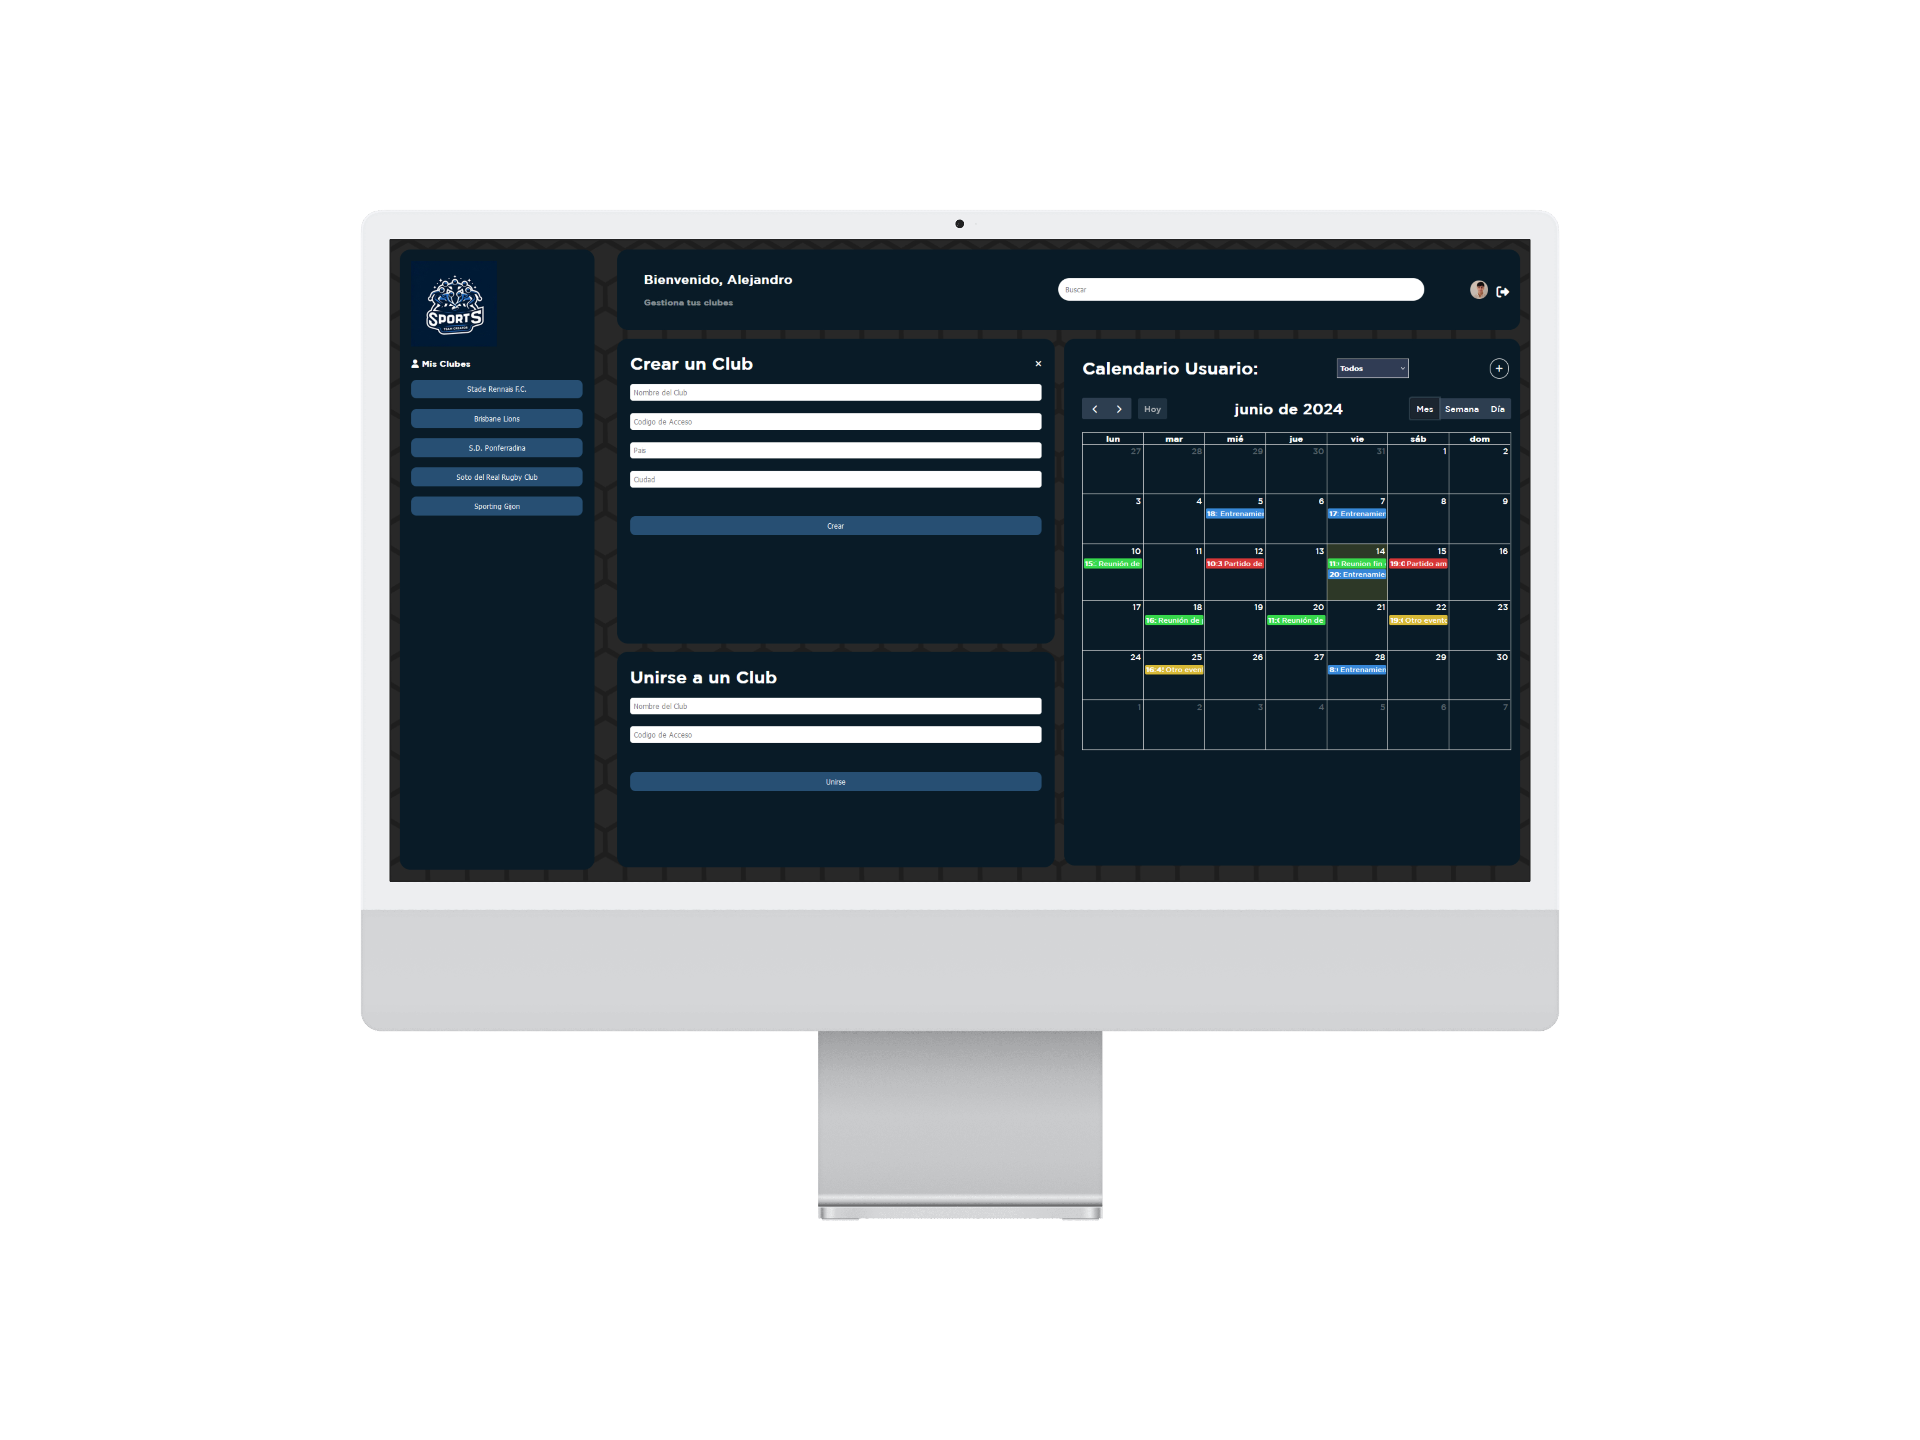 SPORTS
TEAM CREATOR
Mis Clubes
Stade Rennais F.C.
Brisbane Lions
S.D. Ponferradina
Soto del Real Rugby Club
Sporting Gijon
Bienvenido, Alejandro
Gestiona tus clubes
Buscar
Crear un Club
×
Nombre del Club
Codigo de Acceso
Pais
Ciudad
Crear
Unirse a un Club
Nombre del Club
Codigo de Acceso
Unirse
Calendario Usuario:
Todos
+
Hoy
junio de 2024
Mes Semana Día
lun mar mié jue vie sáb dom
27 28 29 30 31 1 2
3 4 5 6 7 8 9
18: Entrenamien 17: Entrenamien
10 11 12 13 14 15 16
15: Reunión de 10:3 Partido de 11: Reunion fin 19:0 Partido am
20: Entrenamie
17 18 19 20 21 22 23
16: Reunión de 11:0 Reunión de 19: Otro evento
24 25 26 27 28 29 30
16:45 Otro even 8: Entrenamien
1 2 3 4 5 6 7